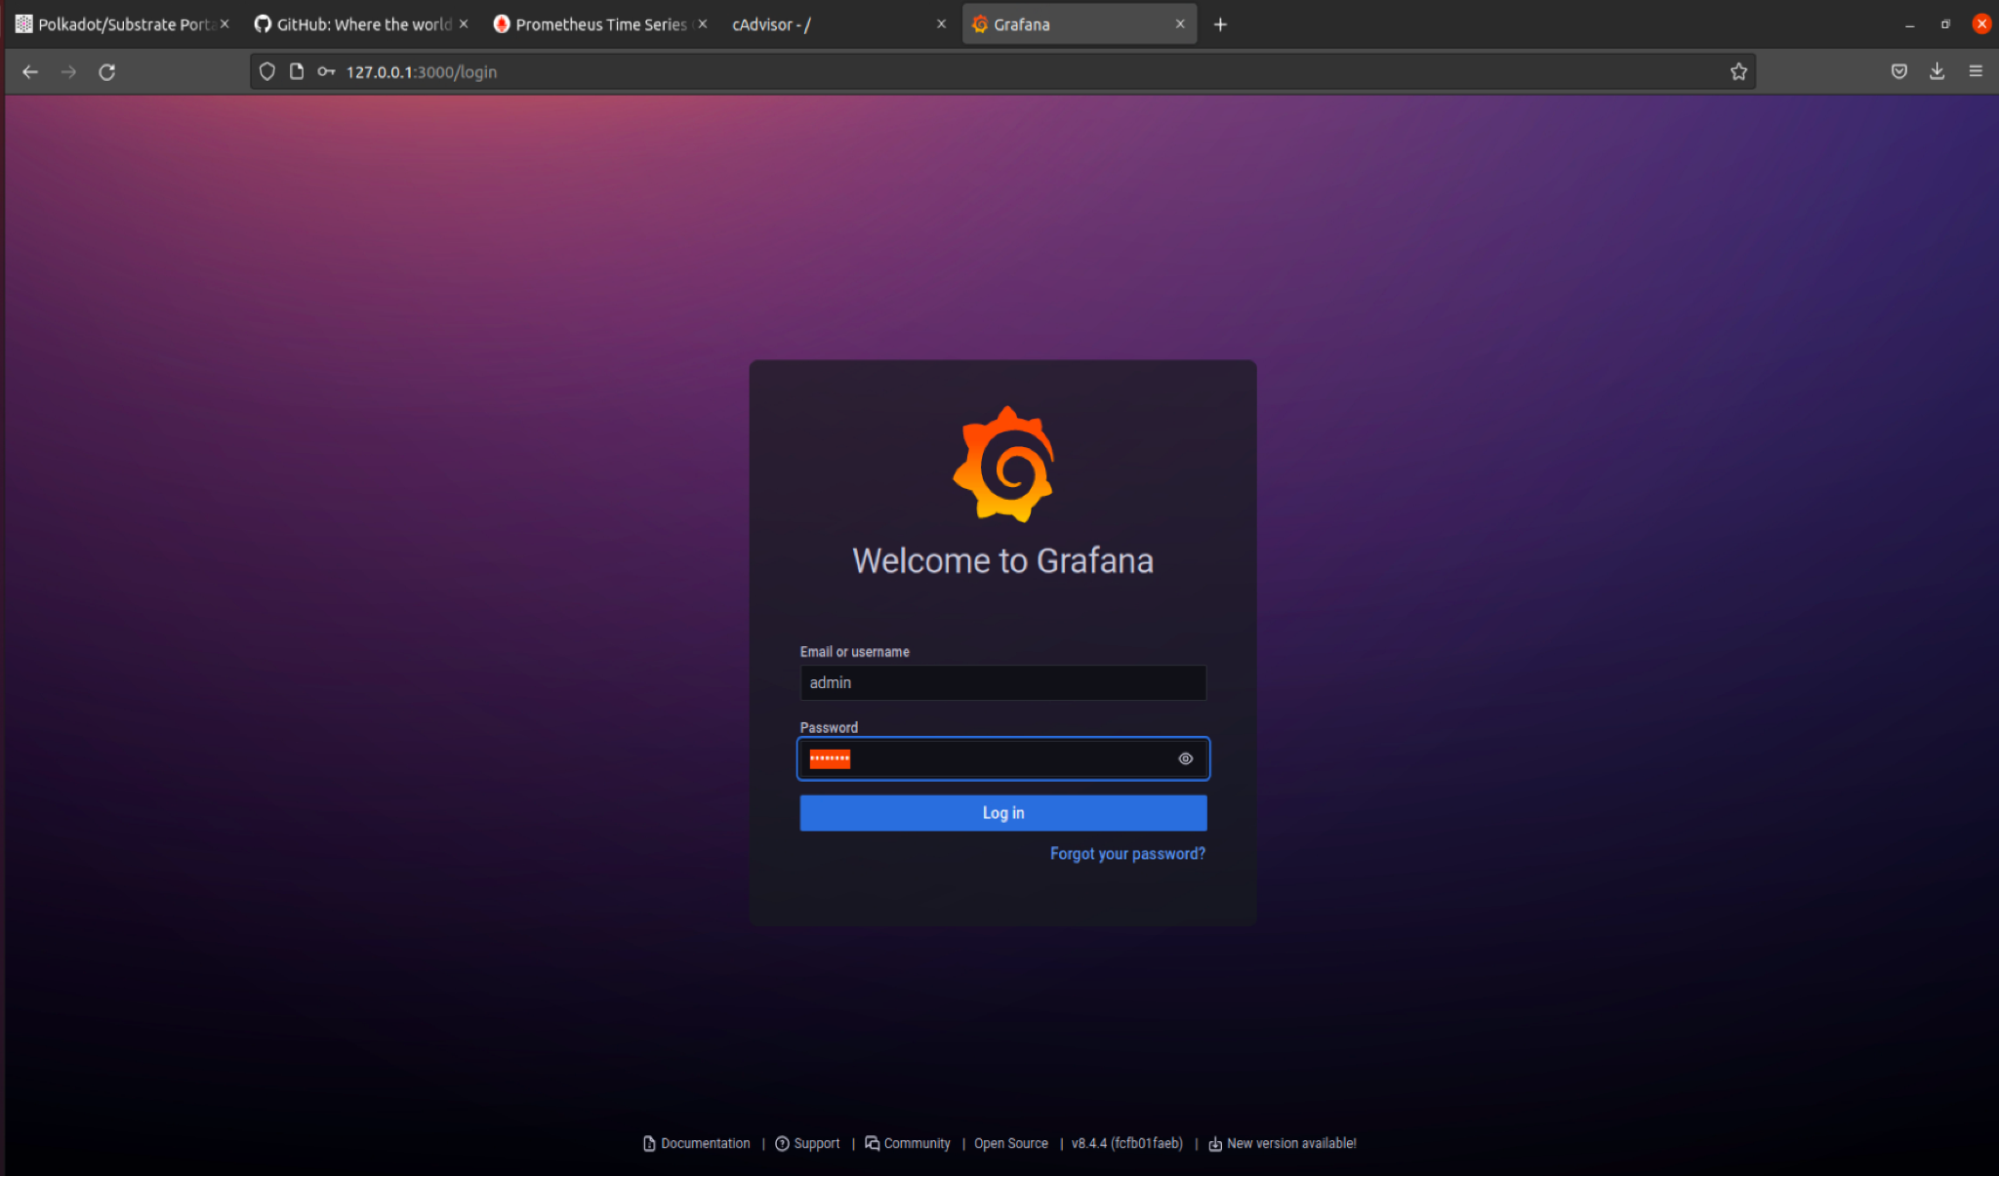 Polkadot/Substrate Porta
GitHub: Where the world
Prometheus Time Series
cAdvisor - /
Grafana
127.0.0.1:3000/login
Welcome to Grafana
Email or username
admin
Password
••••••••
Log in
Forgot your password?
Documentation | Support | Community | Open Source | v8.4.4 (fcfb01faeb) | New version available!